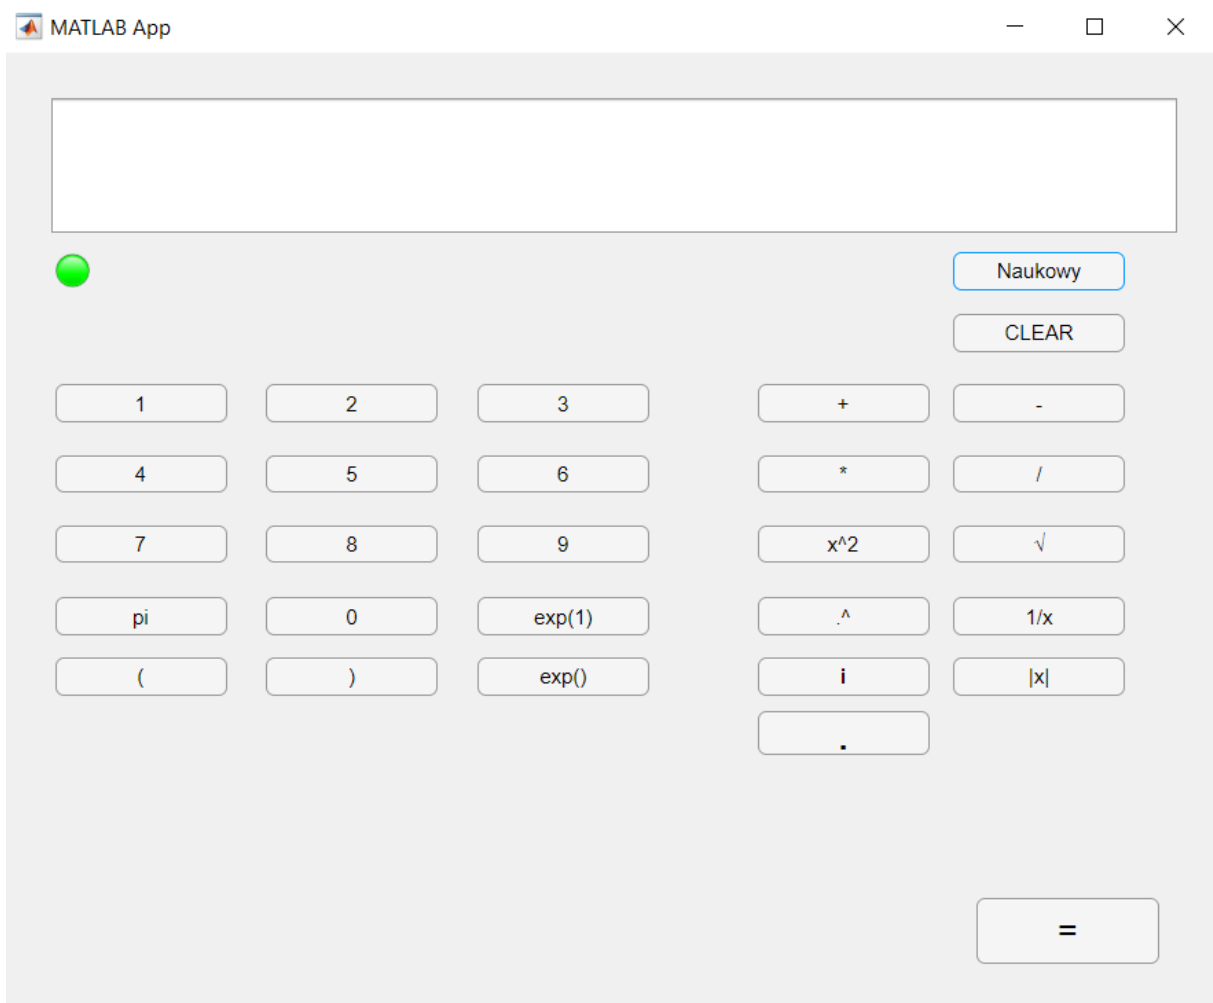 MATLAB App
Naukowy
CLEAR
1 2 3 + -
4 5 6 * /
7 8 9 x^2 √
pi 0 exp(1) .^ 1/x
( ) exp() i |x|
.
=